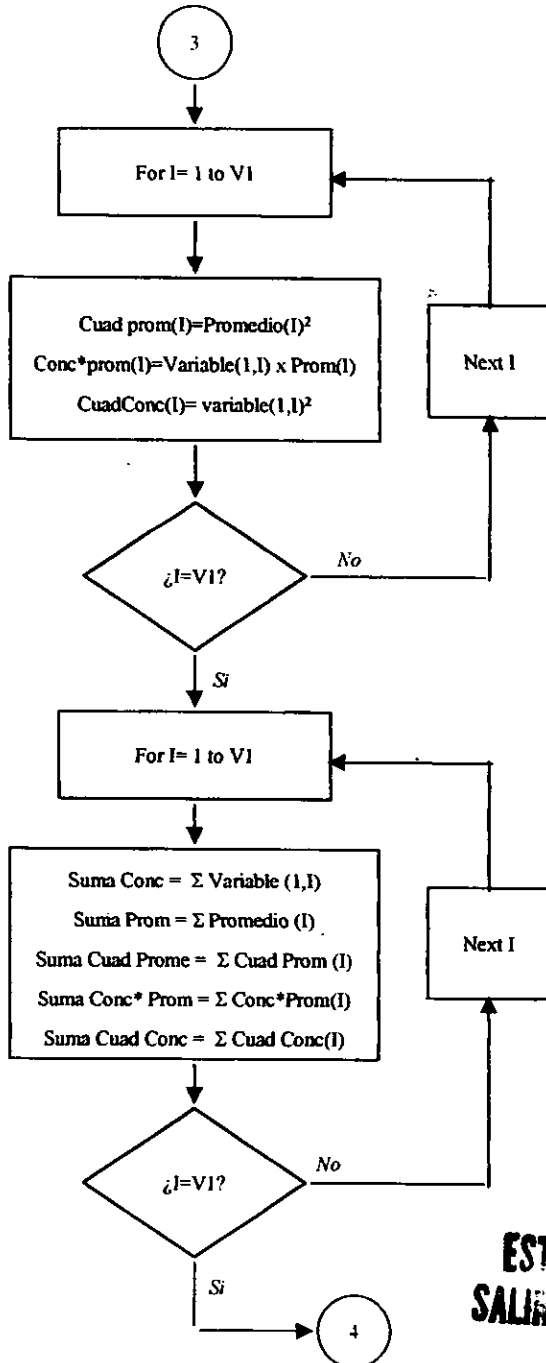 3
For I= 1 to V1
Cuad prom(I)=Promedio(I)²
Conc*prom(I)=Variable(1,I) x Prom(I)
CuadConc(I)= variable(1,I)²
Next I
¿I=V1?
No
Si
For I= 1 to V1
Suma Conc = Σ Variable (1,I)
Suma Prom = Σ Promedio (I)
Suma Cuad Prome = Σ Cuad Prom (I)
Suma Conc* Prom = Σ Conc*Prom(I)
Suma Cuad Conc = Σ Cuad Conc(I)
Next I
¿I=V1?
No
Si
4